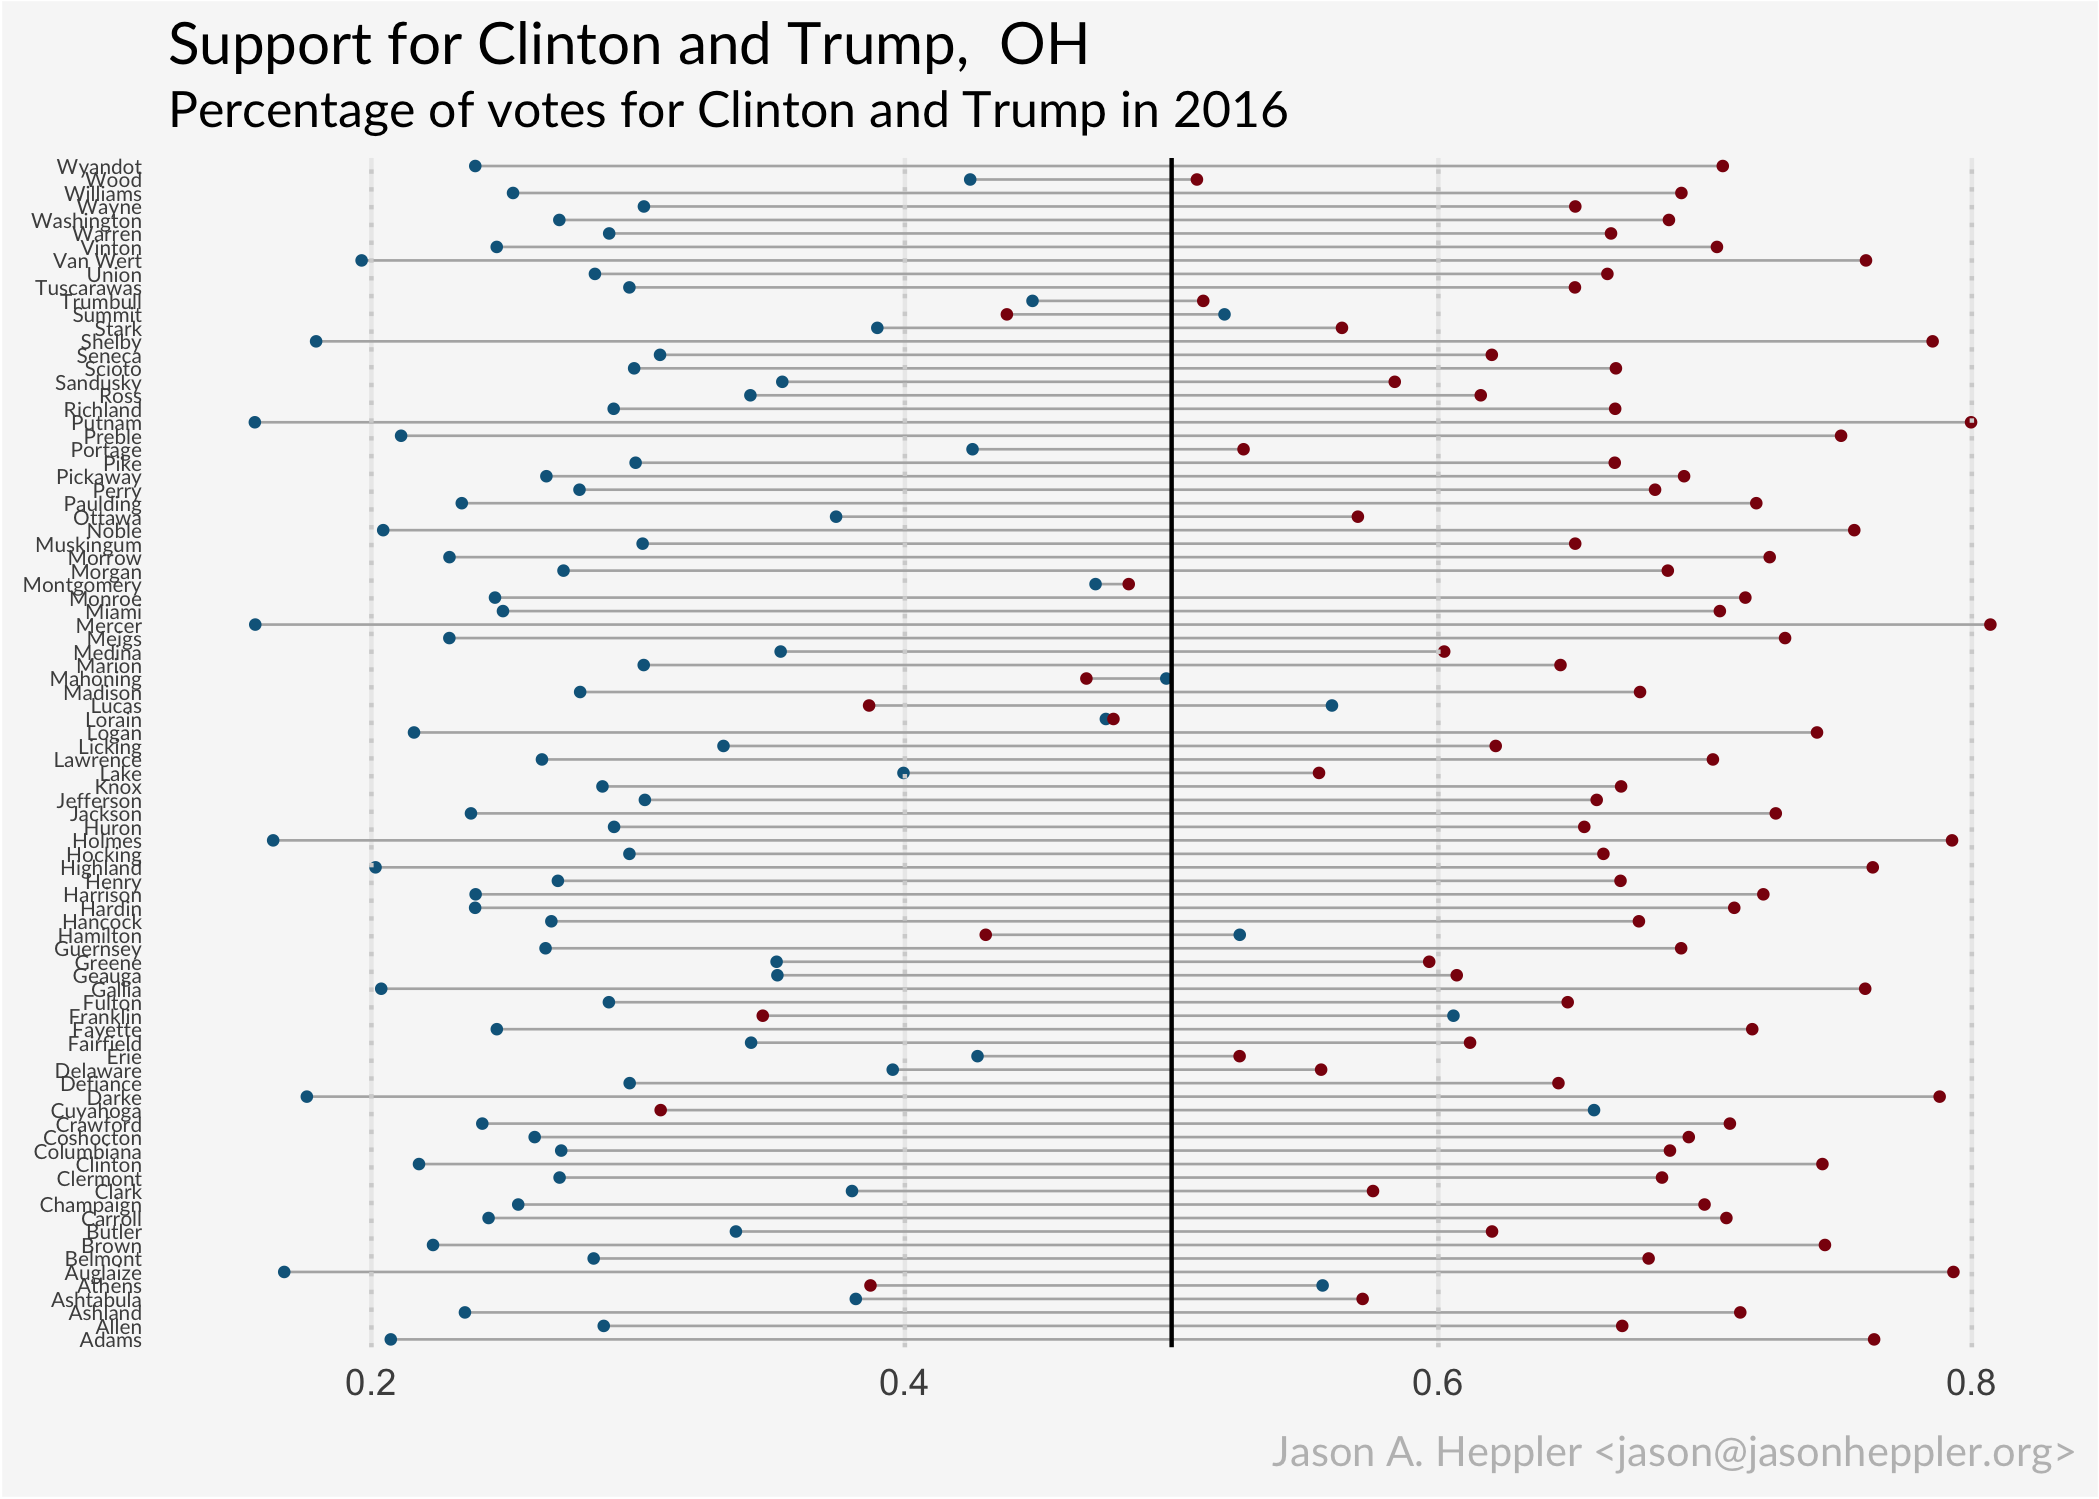 Support for Clinton and Trump,  OH
Percentage of votes for Clinton and Trump in 2016
Wyandot
Wood
Williams
Wayne
Washington
Warren
Vinton
Van Wert
Union
Tuscarawas
Trumbull
Summit
Stark
Shelby
Seneca
Scioto
Sandusky
Ross
Richland
Putnam
Preble
Portage
Pike
Pickaway
Perry
Paulding
Ottawa
Noble
Muskingum
Morrow
Morgan
Montgomery
Monroe
Miami
Mercer
Meigs
Medina
Marion
Mahoning
Madison
Lucas
Lorain
Logan
Licking
Lawrence
Lake
Knox
Jefferson
Jackson
Huron
Holmes
Hocking
Highland
Henry
Harrison
Hardin
Hancock
Hamilton
Guernsey
Greene
Geauga
Gallia
Fulton
Franklin
Fayette
Fairfield
Erie
Delaware
Defiance
Darke
Cuyahoga
Crawford
Coshocton
Columbiana
Clinton
Clermont
Clark
Champaign
Carroll
Butler
Brown
Belmont
Auglaize
Athens
Ashtabula
Ashland
Allen
Adams
0.2 0.4 0.6 0.8
Jason A. Heppler <jason@jasonheppler.org>